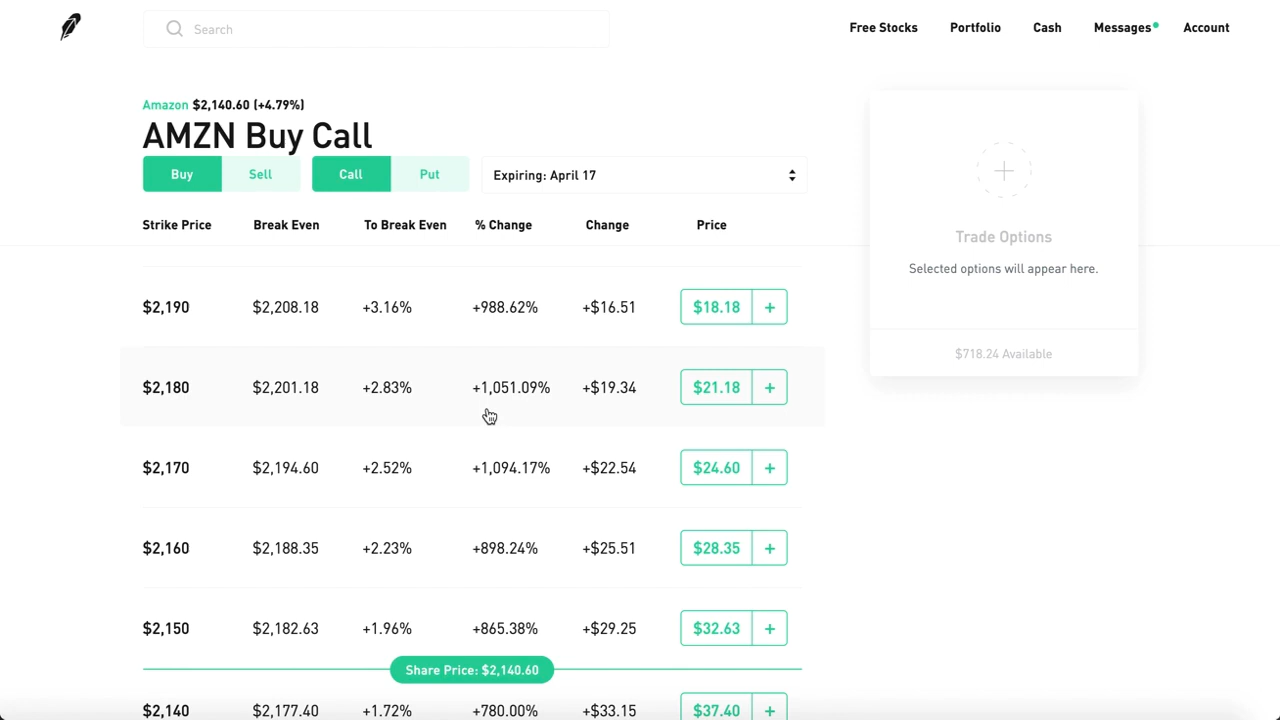 Search
Free Stocks Portfolio Cash Messages Account
Amazon $2,140.60 (+4.79%)
AMZN Buy Call
Buy Sell Call Put Expiring: April 17
Strike Price Break Even To Break Even % Change Change Price
$2,190 $2,208.18 +3.16% +988.62% +$16.51 $18.18 +
$2,180 $2,201.18 +2.83% +1,051.09% +$19.34 $21.18 +
$2,170 $2,194.60 +2.52% +1,094.17% +$22.54 $24.60 +
$2,160 $2,188.35 +2.23% +898.24% +$25.51 $28.35 +
$2,150 $2,182.63 +1.96% +865.38% +$29.25 $32.63 +
Share Price: $2,140.60
$2,140 $2,177.40 +1.72% +780.00% +$33.15 $37.40 +
Trade Options
Selected options will appear here.
$718.24 Available